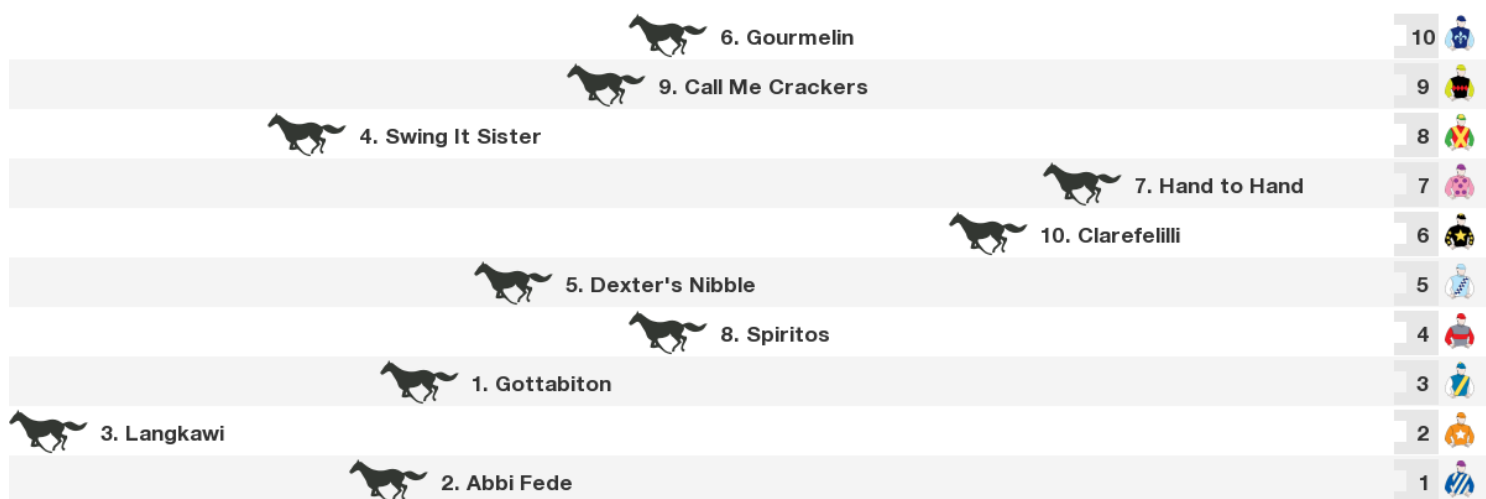 6. Gourmelin 10
9. Call Me Crackers 9
4. Swing It Sister 8
7. Hand to Hand 7
10. Clarefelilli 6
5. Dexter's Nibble 5
8. Spiritos 4
1. Gottabiton 3
3. Langkawi 2
2. Abbi Fede 1